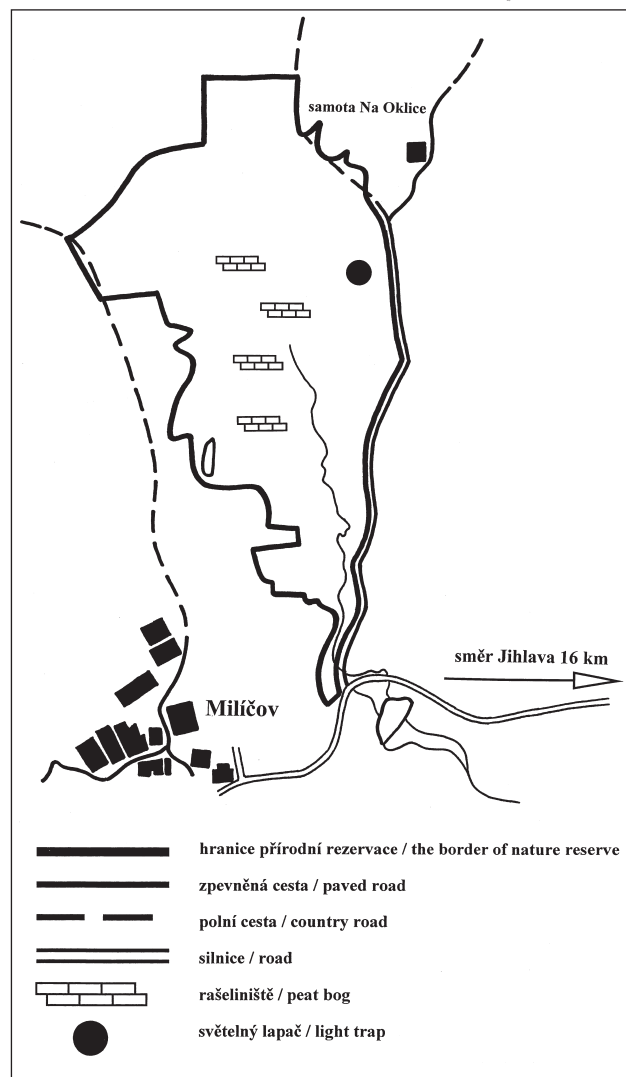 samota Na Oklice
směr Jihlava 16 km
Milíčov
hranice přírodní rezervace / the border of nature reserve
zpevněná cesta / paved road
polní cesta / country road
silnice / road
rašeliniště / peat bog
světelný lapač / light trap